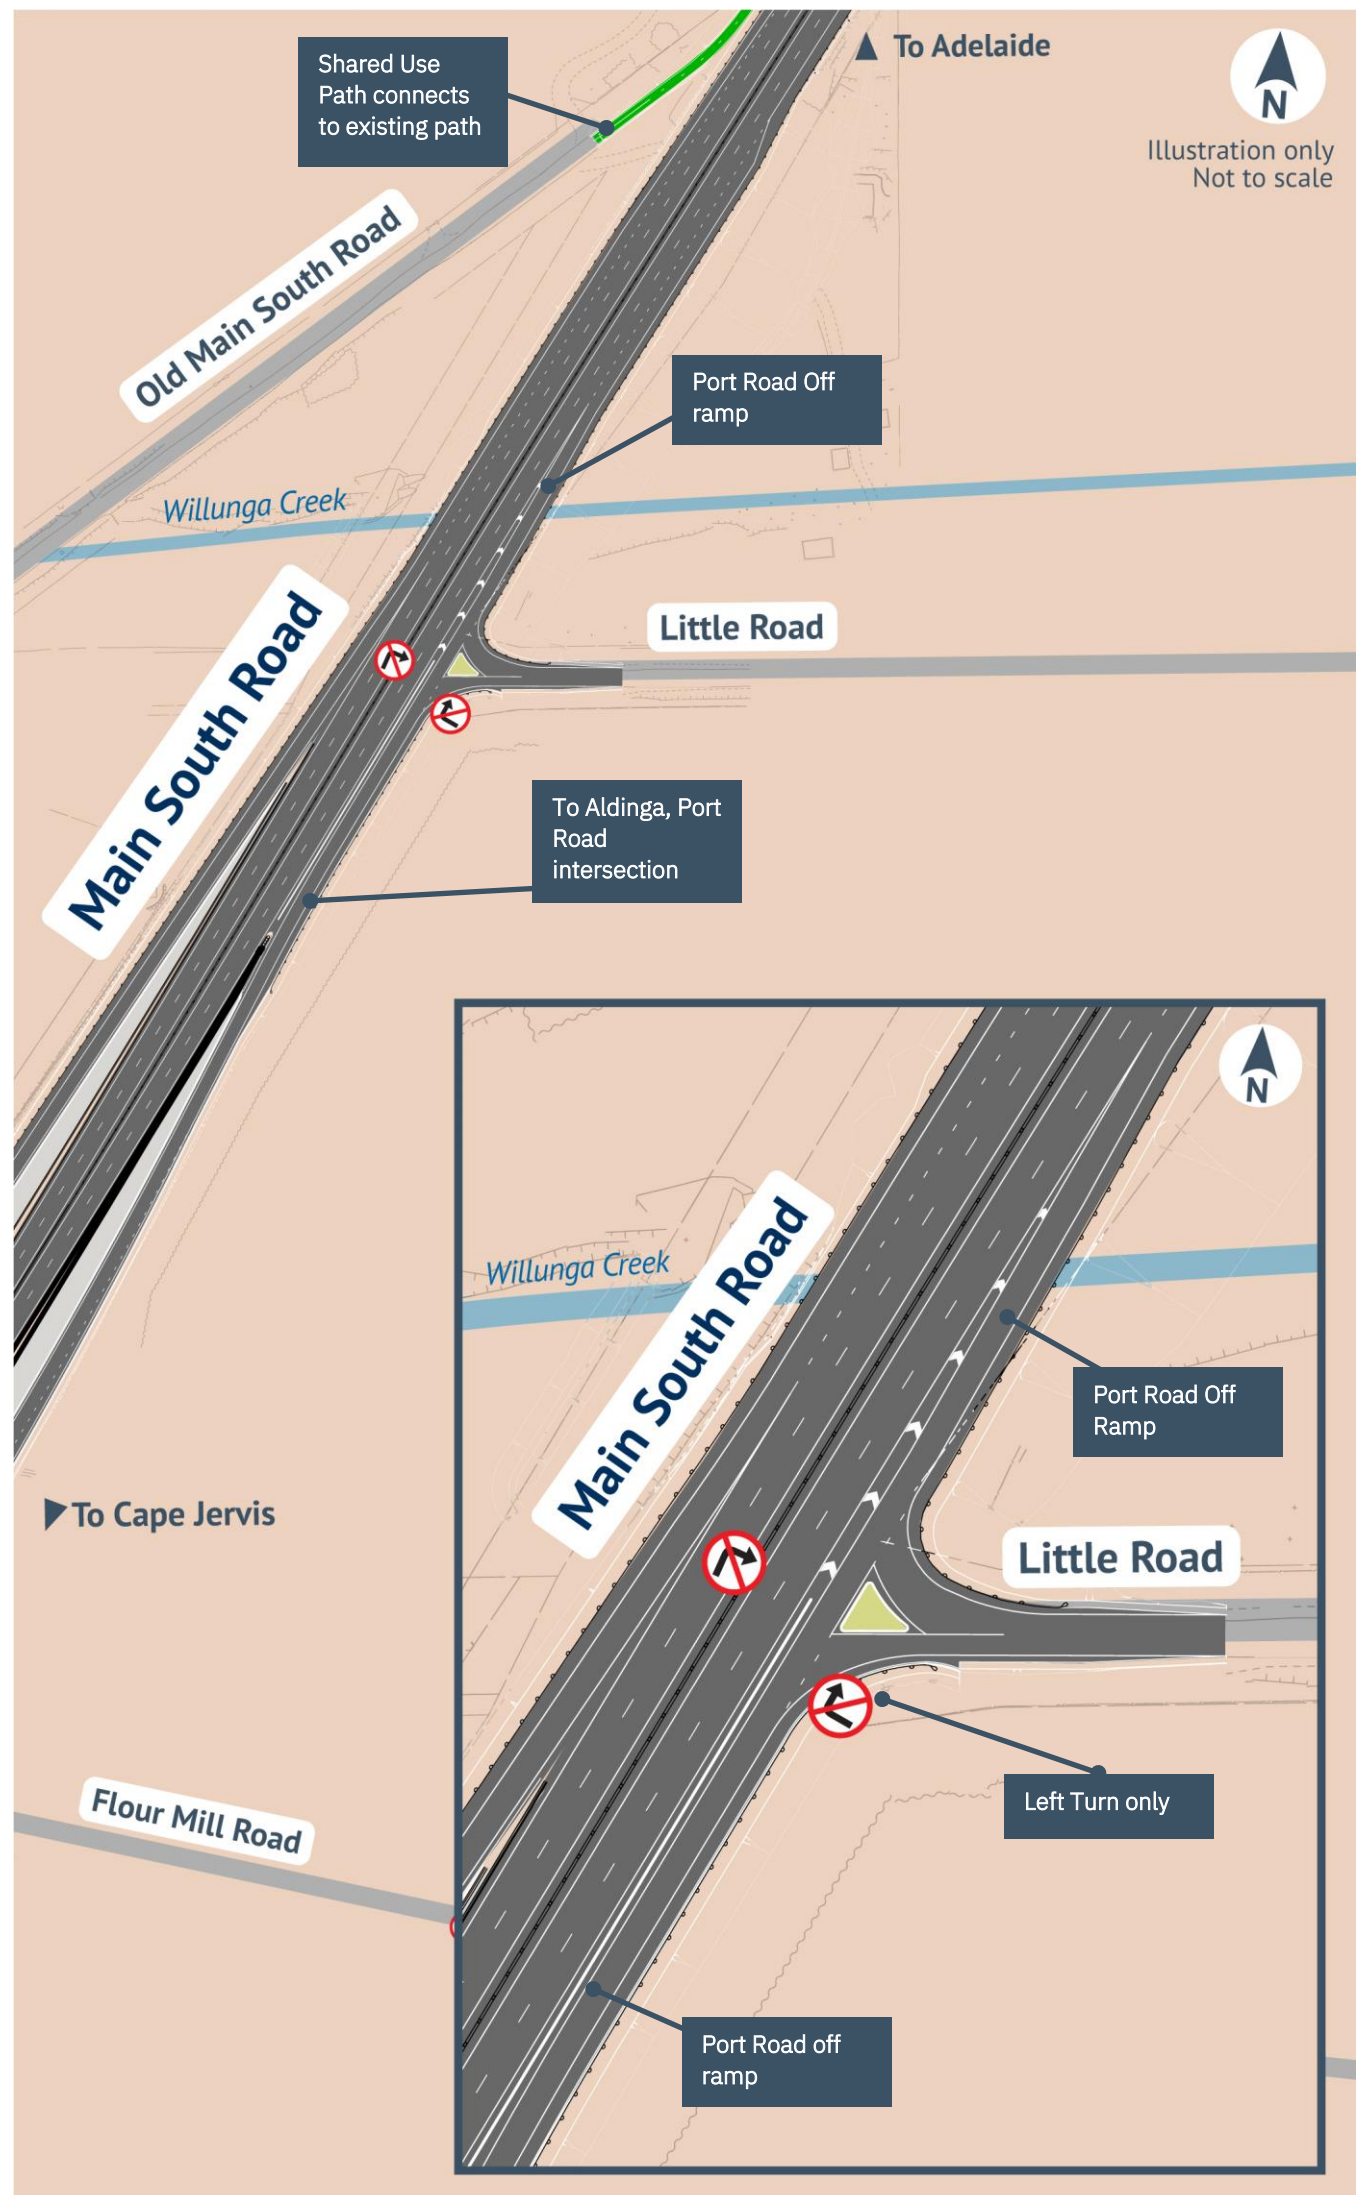 Shared Use
Path connects
to existing path
To Adelaide
N
Illustration only
Not to scale
Old Main South Road
Port Road Off
ramp
Willunga Creek
Little Road
Main South Road
To Aldinga, Port
Road
intersection
N
Willunga Creek
Main South Road
Port Road Off
Ramp
To Cape Jervis
Little Road
Left Turn only
Flour Mill Road
Port Road off
ramp